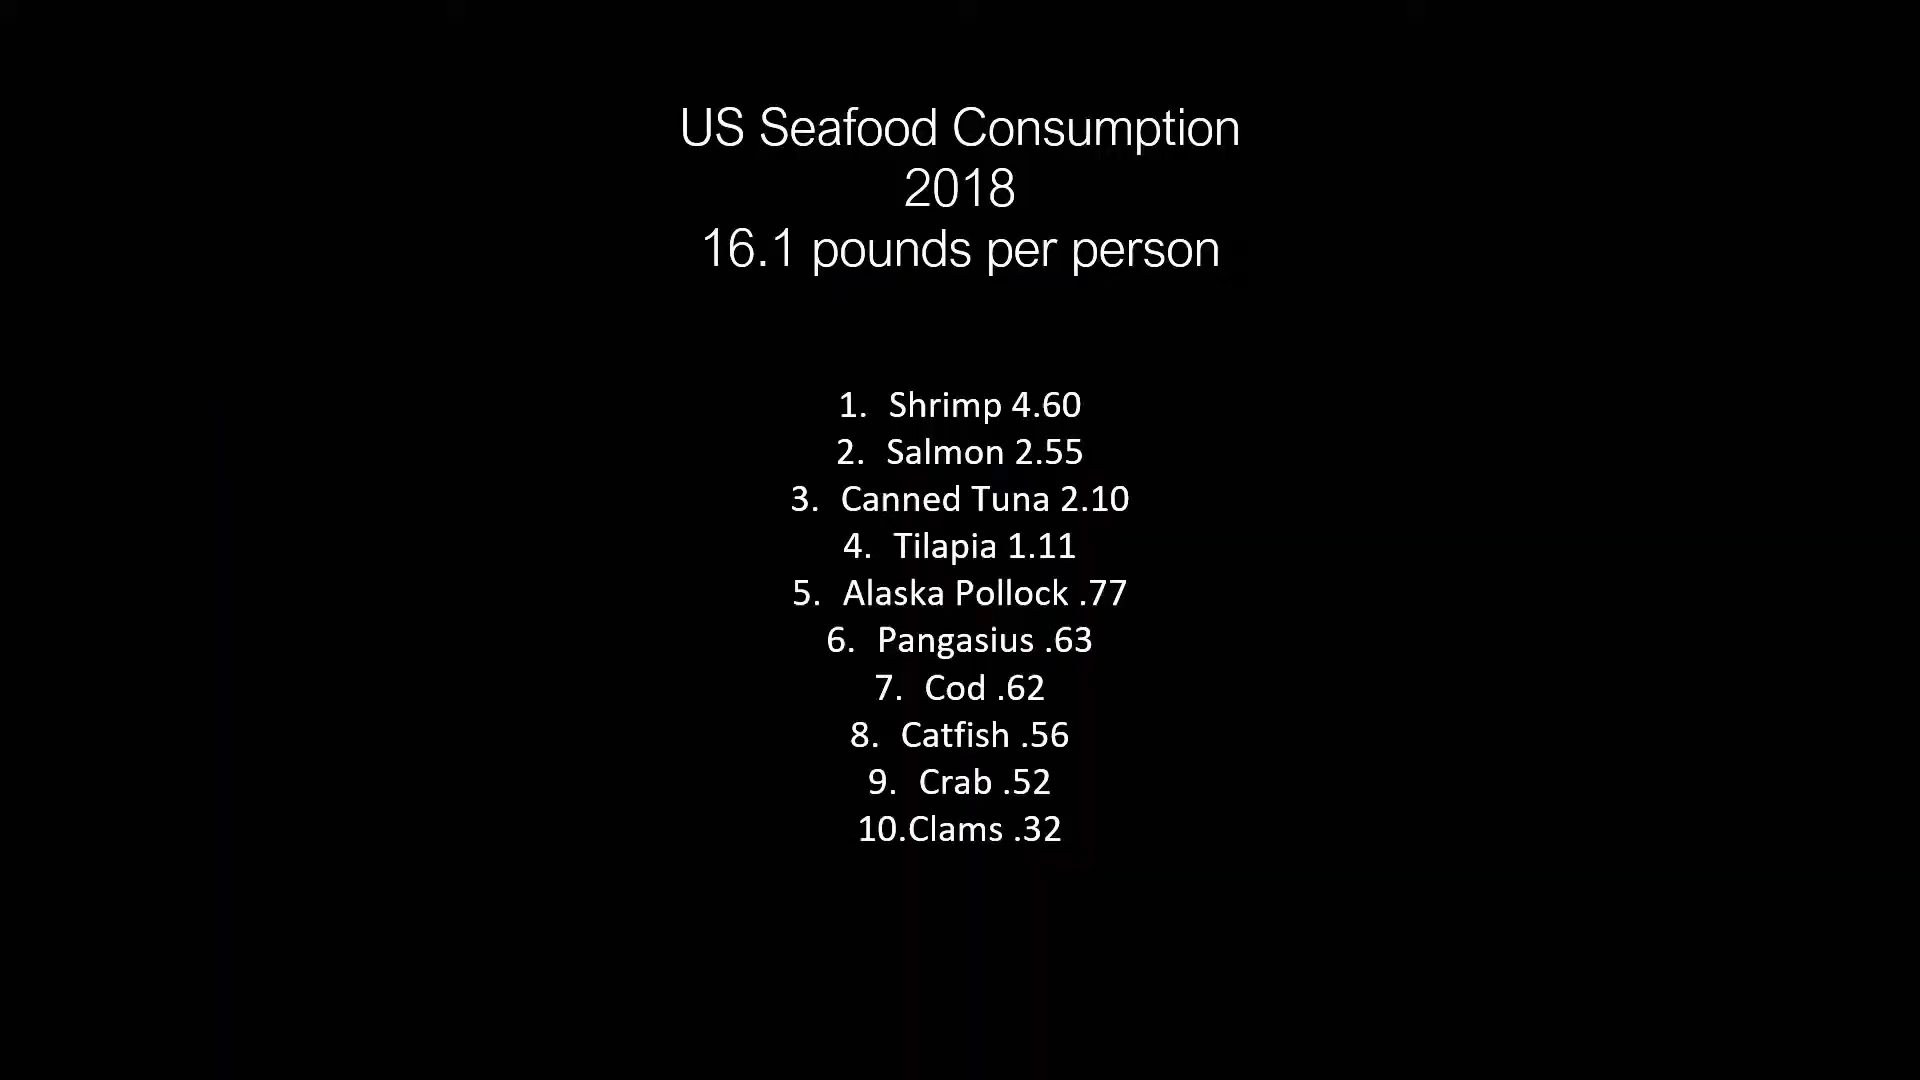 US Seafood Consumption
2018
16.1 pounds per person
1. Shrimp 4.60
2. Salmon 2.55
3. Canned Tuna 2.10
4. Tilapia 1.11
5. Alaska Pollock .77
6. Pangasius .63
7. Cod .62
8. Catfish .56
9. Crab .52
10.Clams .32